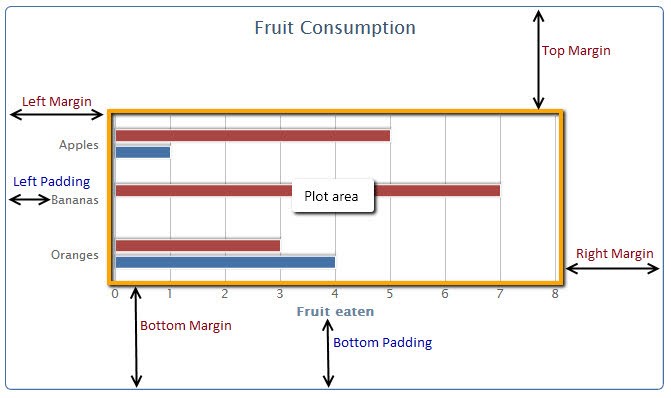 Fruit Consumption
Top Margin
Left Margin
Apples
Left Padding
Bananas
Plot area
Oranges
Right Margin
0 1 2 3 4 5 6 7 8
Fruit eaten
Bottom Margin
Bottom Padding